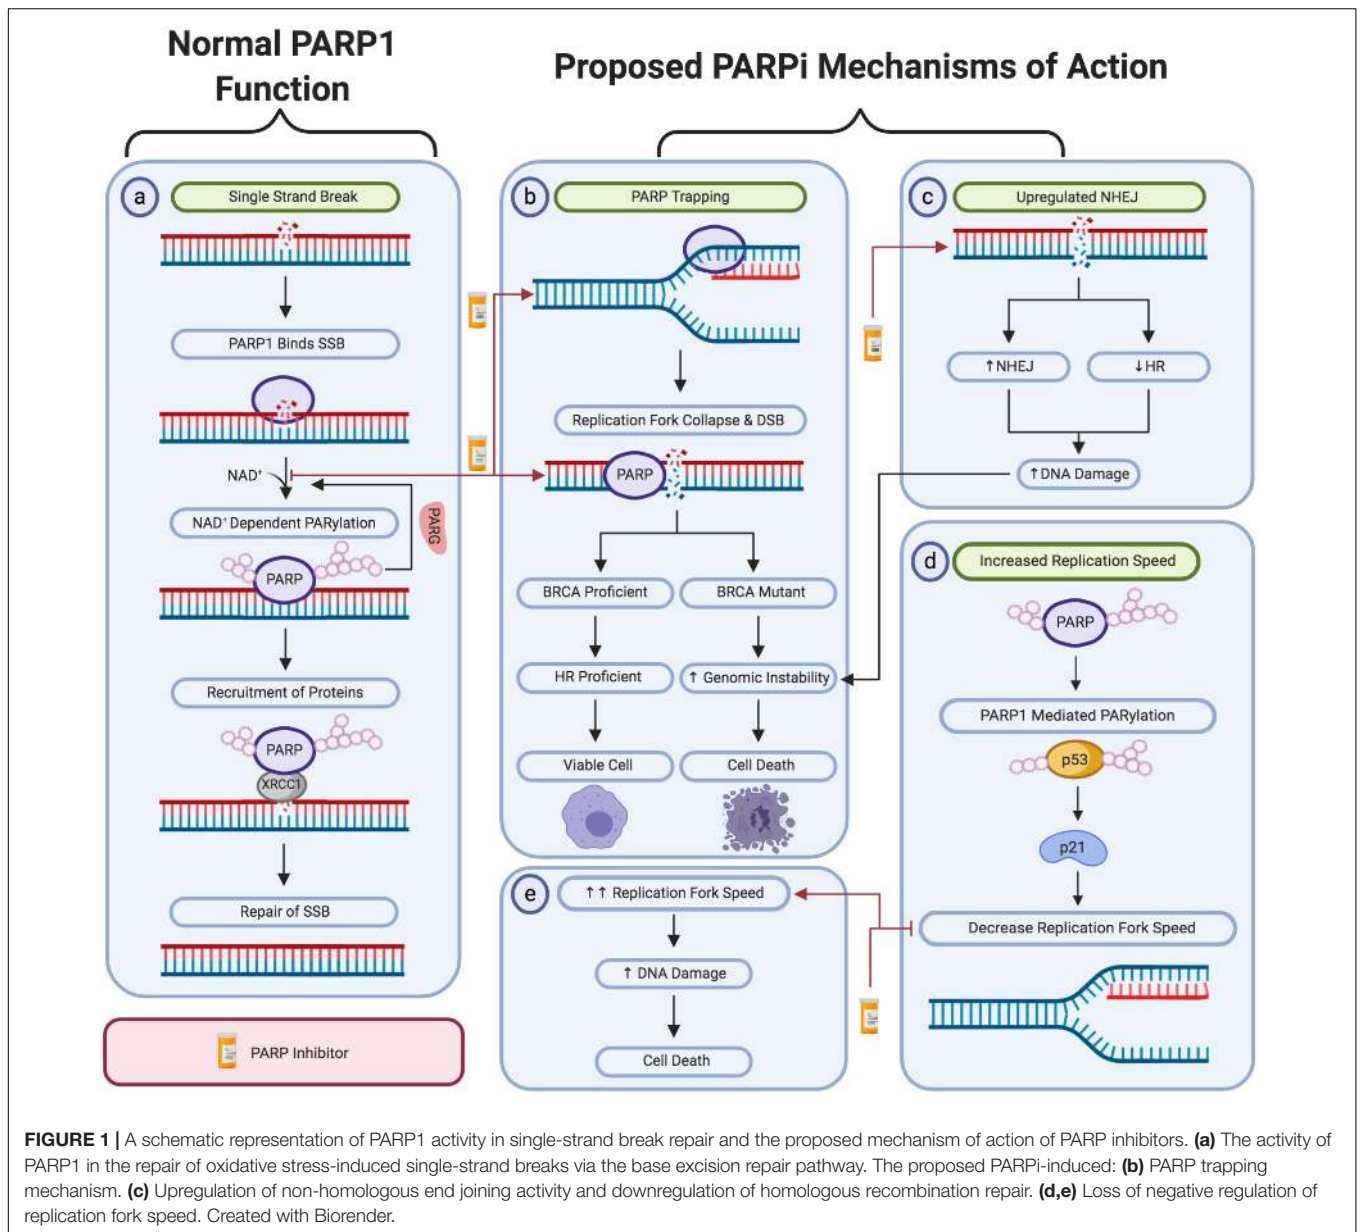 Normal PARP1
Function
Proposed PARPi Mechanisms of Action
a
Single Strand Break
PARP1 Binds SSB
NAD⁺
NAD⁺ Dependent PARylation
PARG
PARP
Recruitment of Proteins
PARP
XRCC1
Repair of SSB
PARP Inhibitor
b
PARP Trapping
Replication Fork Collapse & DSB
PARP
BRCA Proficient
BRCA Mutant
HR Proficient
↑ Genomic Instability
Viable Cell
Cell Death
c
Upregulated NHEJ
↑NHEJ
↓HR
↑DNA Damage
d
Increased Replication Speed
PARP
PARP1 Mediated PARylation
p53
p21
Decrease Replication Fork Speed
e
↑↑ Replication Fork Speed
↑ DNA Damage
Cell Death
FIGURE 1 | A schematic representation of PARP1 activity in single-strand break repair and the proposed mechanism of action of PARP inhibitors. (a) The activity of
PARP1 in the repair of oxidative stress-induced single-strand breaks via the base excision repair pathway. The proposed PARPi-induced: (b) PARP trapping
mechanism. (c) Upregulation of non-homologous end joining activity and downregulation of homologous recombination repair. (d,e) Loss of negative regulation of
replication fork speed. Created with Biorender.